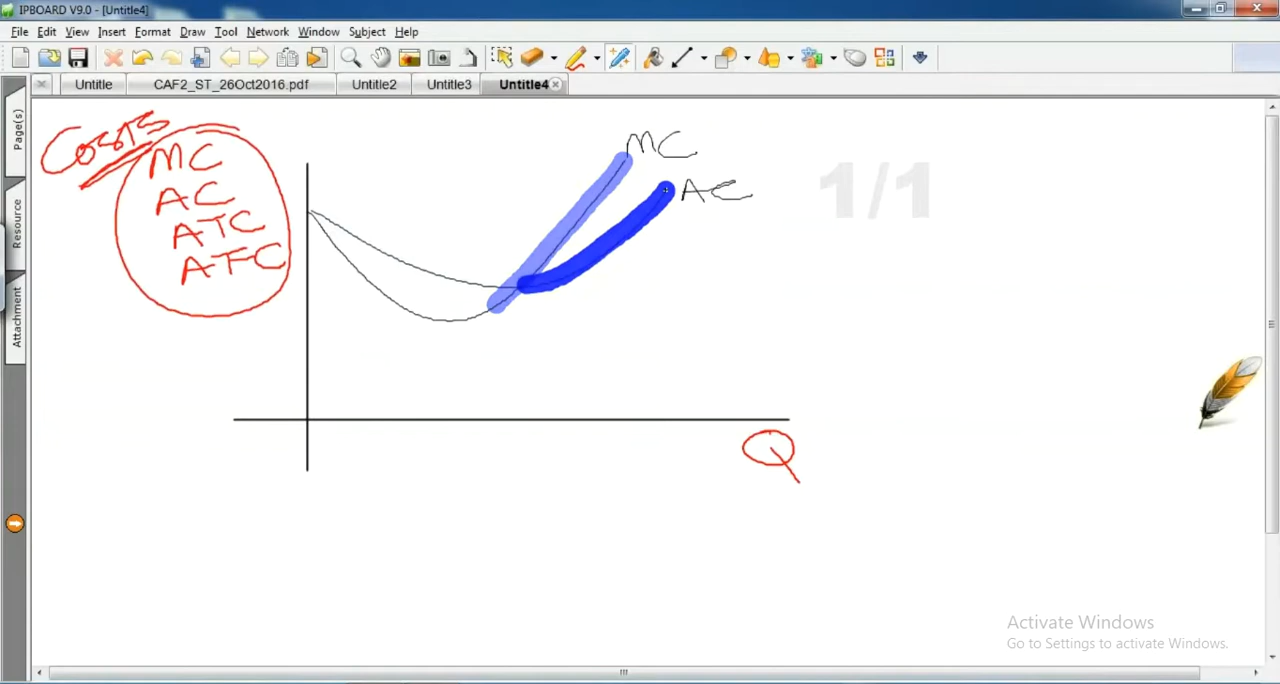 IPBOARD V9.0 - [Untitled4]
File Edit View Insert Format Draw Tool Network Window Subject Help
Untitle CAF2_ST_26Oct2016.pdf Untitle2 Untitle3 Untitle4
Page(s)
Resource
Attachment
Costs
MC
AC
ATC
AFC
MC
AC
1/1
Q
Activate Windows
Go to Settings to activate Windows.